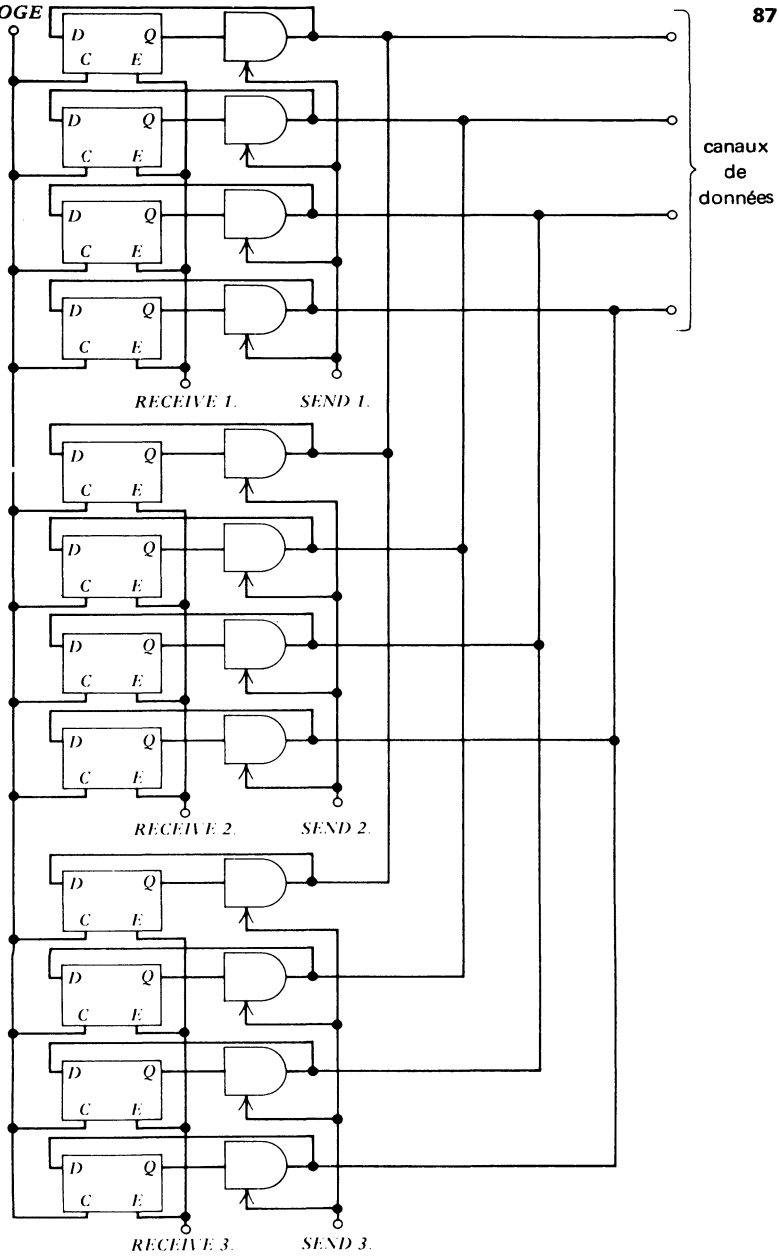 OGE
87
D Q
C E
D Q
C E
D Q
C E
D Q
C E
canaux
de
données
RECEIVE 1. SEND 1.
D Q
C E
D Q
C E
D Q
C E
D Q
C E
RECEIVE 2. SEND 2.
D Q
C E
D Q
C E
D Q
C E
D Q
C E
RECEIVE 3. SEND 3.